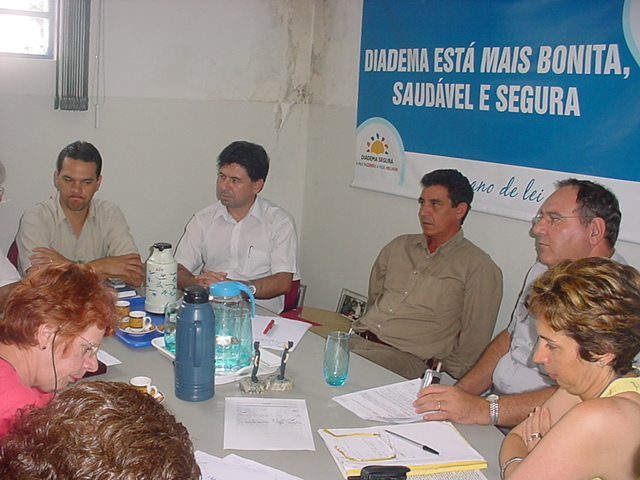 DIADEMA ESTÁ MAIS BONITA,
SAUDÁVEL E SEGURA
DIADEMA SEGURA
ano de lei